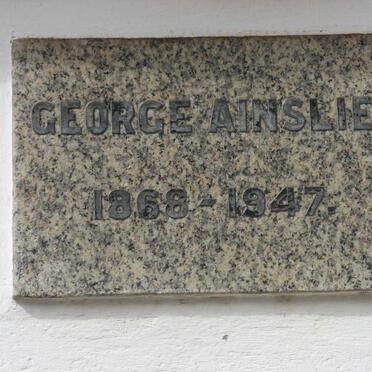 GEORGE AINSLIE
1868 - 1947.